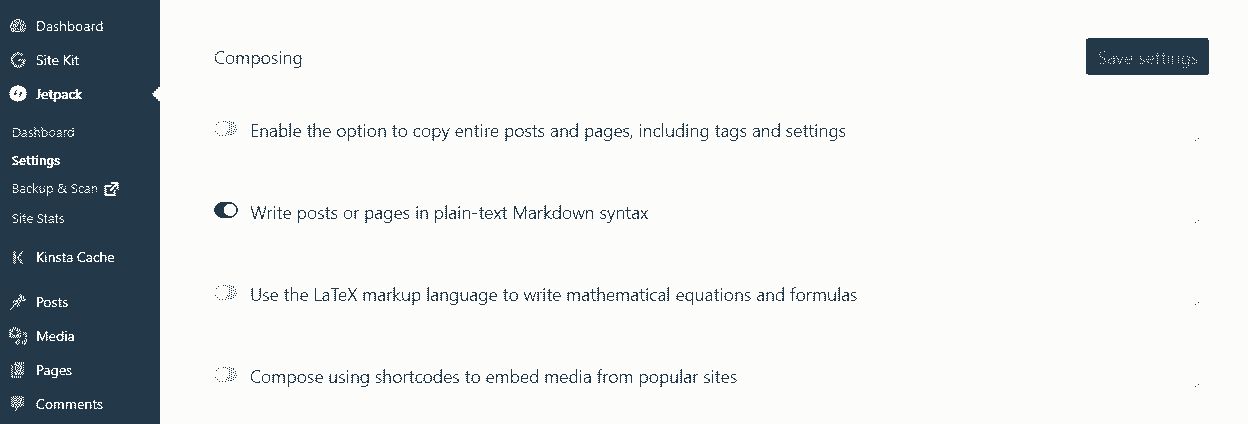 Dashboard
Site Kit
Jetpack
Dashboard
Settings
Backup & Scan
Site Stats
Kinsta Cache
Posts
Media
Pages
Comments
Composing
Save settings
Enable the option to copy entire posts and pages, including tags and settings
Write posts or pages in plain-text Markdown syntax
Use the LaTeX markup language to write mathematical equations and formulas
Compose using shortcodes to embed media from popular sites